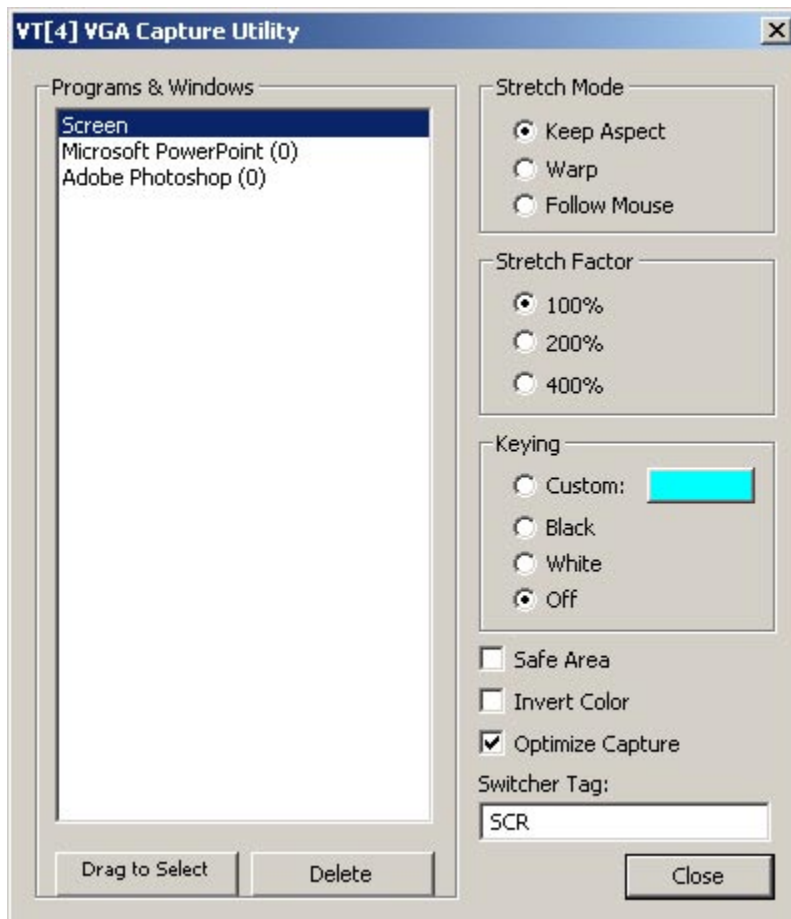 VT[4] VGA Capture Utility
Programs & Windows
Screen
Microsoft PowerPoint (0)
Adobe Photoshop (0)
Drag to Select
Delete
Stretch Mode
Keep Aspect
Warp
Follow Mouse
Stretch Factor
100%
200%
400%
Keying
Custom:
Black
White
Off
Safe Area
Invert Color
Optimize Capture
Switcher Tag:
SCR
Close